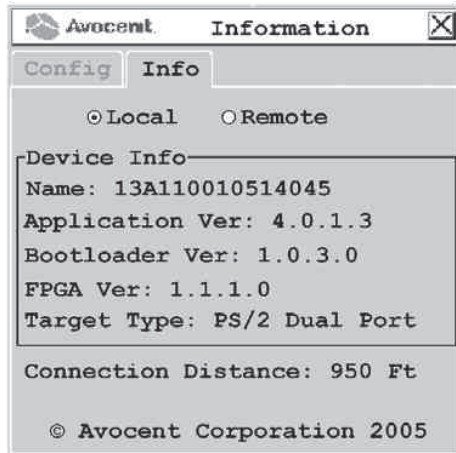 Avocent. Information
Config Info
Local Remote
Device Info
Name: 13A110010514045
Application Ver: 4.0.1.3
Bootloader Ver: 1.0.3.0
FPGA Ver: 1.1.1.0
Target Type: PS/2 Dual Port
Connection Distance: 950 Ft
© Avocent Corporation 2005